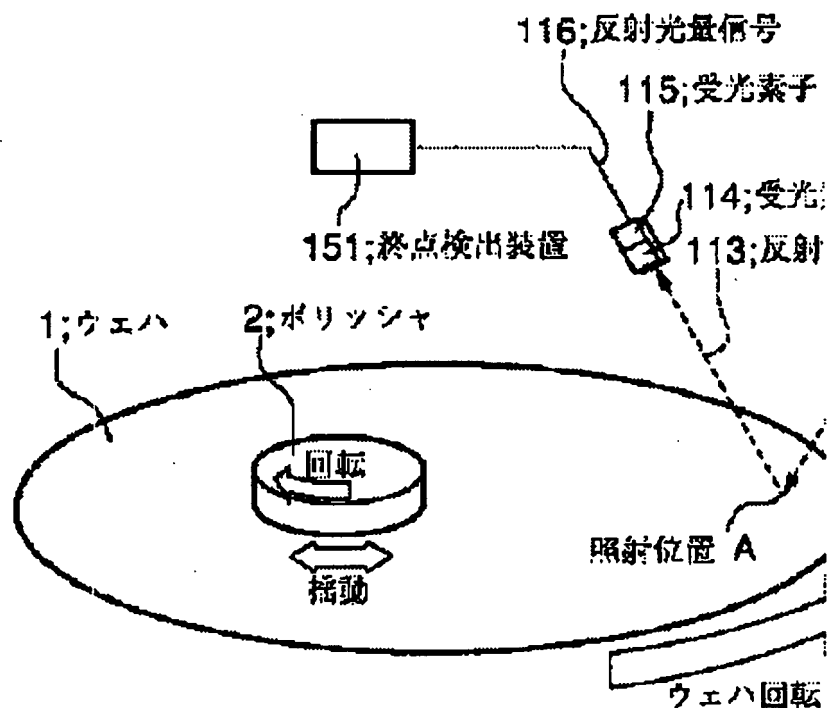 116;反射光量信号
115;受光素子
114;受光
113;反射
151;終点検出装置
1;ウェハ
2;ポリッシャ
回転
照射位置 A
揺動
ウェハ回転